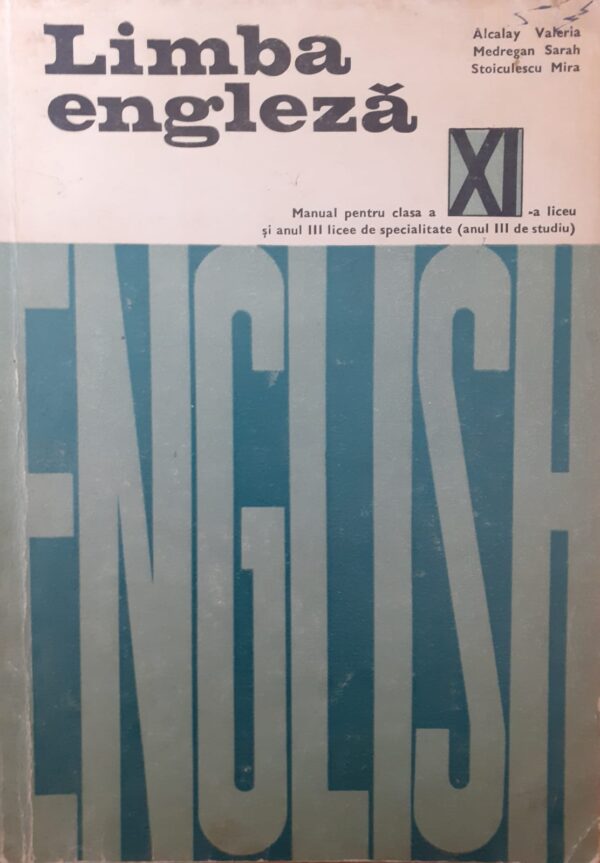 Alcalay Valeria
Medregan Sarah
Stoiculescu Mira
Limba
engleză
Manual pentru clasa a XI -a liceu
și anul III licee de specialitate (anul III de studiu)
ENGLISH